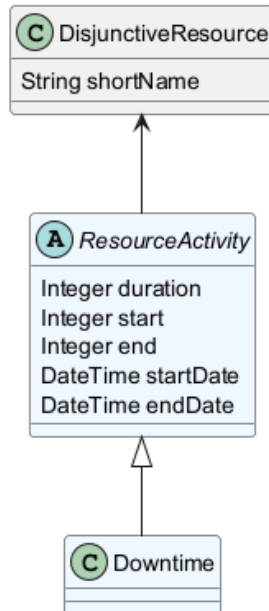 C DisjunctiveResource
String shortName
A ResourceActivity
Integer duration
Integer start
Integer end
DateTime startDate
DateTime endDate
C Downtime